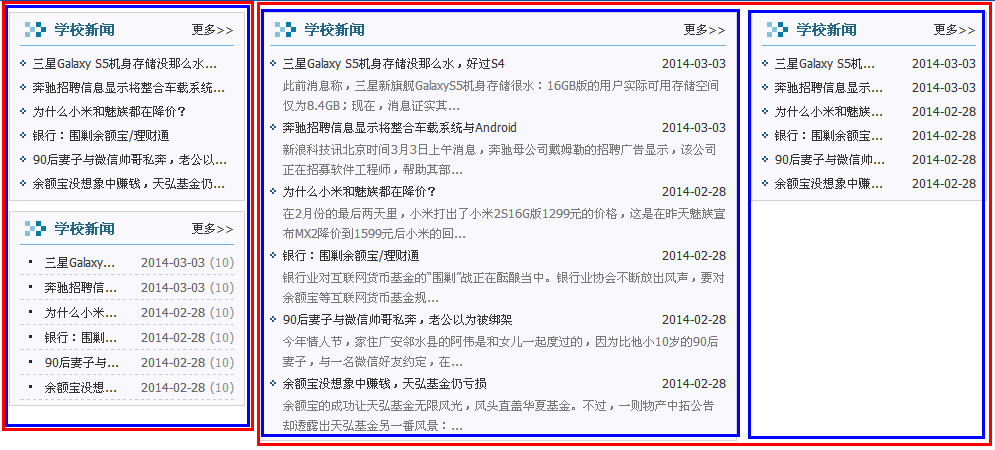 学校新闻 更多>>
三星Galaxy S5机身存储没那么水...
奔驰招聘信息显示将整合车载系统...
为什么小米和魅族都在降价?
银行：围剿余额宝/理财通
90后妻子与微信帅哥私奔，老公以...
余额宝没想象中赚钱，天弘基金仍...
学校新闻 更多>>
三星Galaxy... 2014-03-03 (10)
奔驰招聘信... 2014-03-03 (10)
为什么小米... 2014-02-28 (10)
银行：围剿... 2014-02-28 (10)
90后妻子与... 2014-02-28 (10)
余额宝没想... 2014-02-28 (10)
学校新闻 更多>>
三星Galaxy S5机身存储没那么水，好过S4 2014-03-03
此前消息称，三星新旗舰GalaxyS5机身存储很水：16GB版的用户实际可用存储空间
仅为8.4GB；现在，消息证实其...
奔驰招聘信息显示将整合车载系统与Android 2014-03-03
新浪科技讯北京时间3月3日上午消息，奔驰母公司戴姆勒的招聘广告显示，该公司
正在招募软件工程师，帮助其部...
为什么小米和魅族都在降价? 2014-02-28
在2月份的最后两天里，小米打出了小米2S16G版1299元的价格，这是在昨天魅族宣
布MX2降价到1599元后小米的回...
银行：围剿余额宝/理财通 2014-02-28
银行业对互联网货币基金的“围剿”战正在酝酿当中。银行业协会不断放出风声，要对
余额宝等互联网货币基金规...
90后妻子与微信帅哥私奔，老公以为被绑架 2014-02-28
今年情人节，家住广安邻水县的阿伟是和女儿一起度过的，因为比他小10岁的90后
妻子，与一名微信好友约定，在...
余额宝没想象中赚钱，天弘基金仍亏损 2014-02-28
余额宝的成功让天弘基金无限风光，风头直盖华夏基金。不过，一则物产中拓公告
却透露出天弘基金另一番风景：...
学校新闻 更多>>
三星Galaxy S5机... 2014-03-03
奔驰招聘信息显示... 2014-03-03
为什么小米和魅族... 2014-02-28
银行：围剿余额宝... 2014-02-28
90后妻子与微信帅... 2014-02-28
余额宝没想象中赚... 2014-02-28